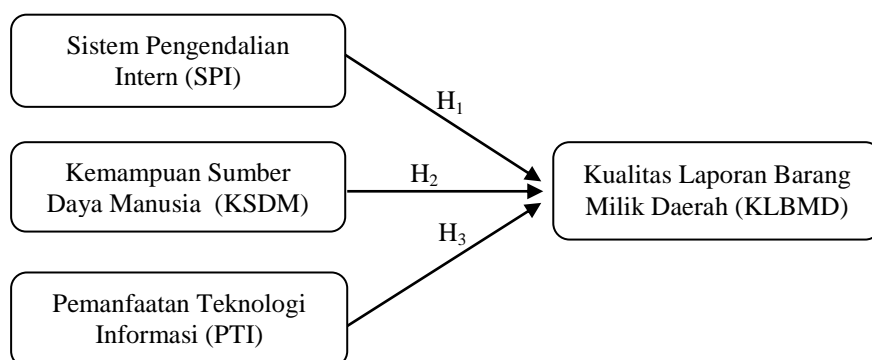 Sistem Pengendalian
Intern (SPI)
H₁
Kemampuan Sumber
Daya Manusia (KSDM)
H₂
Kualitas Laporan Barang
Milik Daerah (KLBMD)
H₃
Pemanfaatan Teknologi
Informasi (PTI)